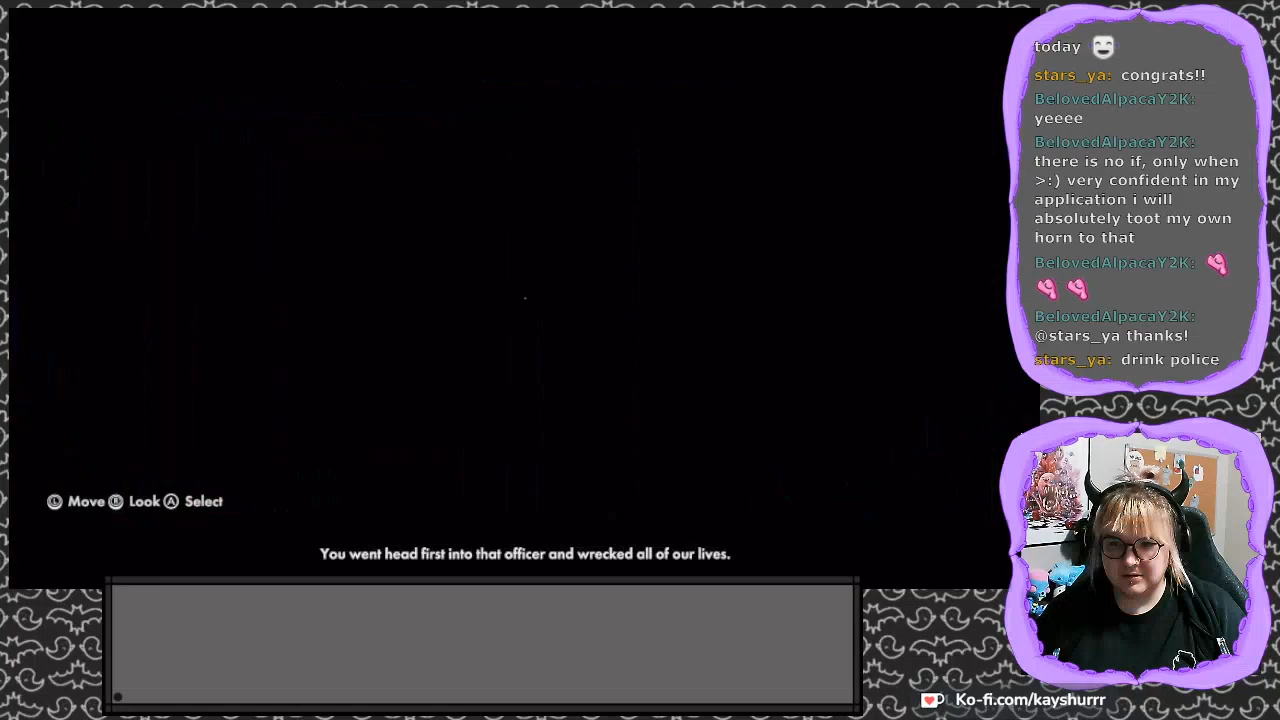 today
stars_ya: congrats!!
BelovedAlpacaY2K:
yeeee
BelovedAlpacaY2K:
there is no if, only when
>:) very confident in my
application i will
absolutely toot my own
horn to that
BelovedAlpacaY2K:
BelovedAlpacaY2K:
@stars_ya thanks!
stars_ya: drink police
L Move R Look A Select
You went head first into that officer and wrecked all of our lives.
Ko-fi.com/kayshurrr